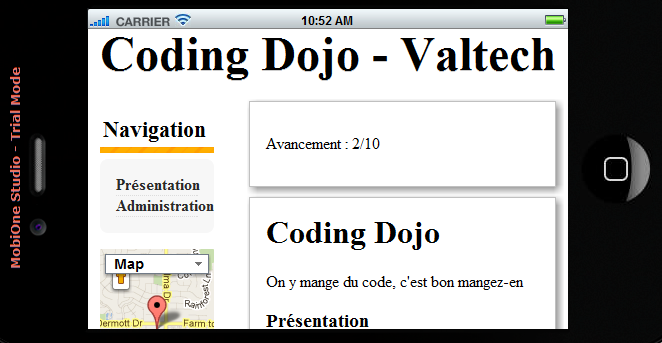 MobiOne Studio - Trial Mode
CARRIER 10:52 AM
Coding Dojo - Valtech
Navigation
Présentation
Administration
Map
Dermott Dr
Farm to
Avancement : 2/10
Coding Dojo
On y mange du code, c'est bon mangez-en
Présentation